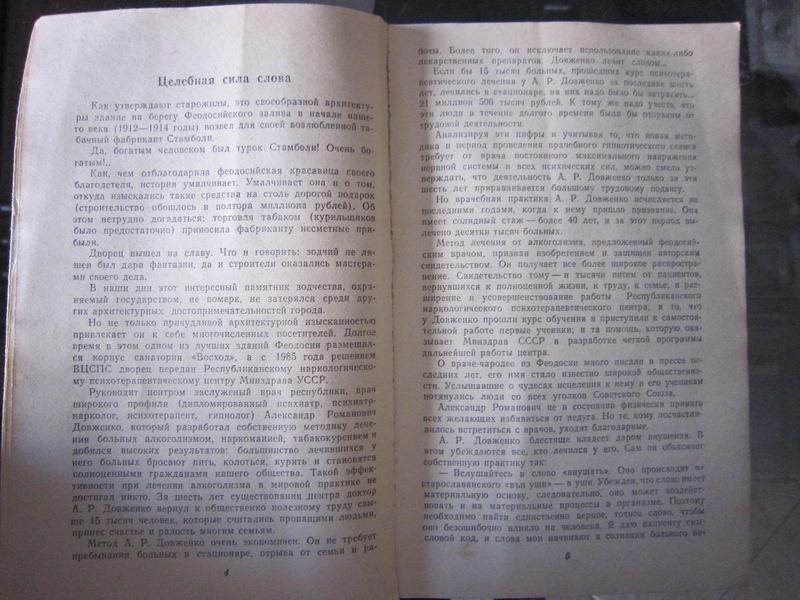 Целебная сила слова
Как утверждают старожилы, это своеобразной архитекту-
ры здание на берегу Феодосийского залива в начале наше-
го века (1912—1914 годы) возвел для своей возлюбленной та-
бачный фабрикант Стамболи.
Да, богатым человеком был турок Стамболи! Очень бо-
гатым!..
Как, чем отблагодарила феодосийская красавица своего
благодетеля, история умалчивает. Умалчивает она и о том,
откуда изыскались такие средства на столь дорогой подарок
(строительство обошлось в полтора миллиона рублей). Об
этом нетрудно догадаться: торговля табаком (курильщиков
было предостаточно) приносила фабриканту несметные при-
были.
Дворец вышел на славу. Что и говорить: зодчий не ли-
шен был дара фантазии, да и строители оказались мастера-
ми своего дела.
В наши дни этот интересный памятник зодчества, охра-
няемый государством, не померк, не затерялся среди дру-
гих архитектурных достопримечательностей города.
Но не только причудливой архитектурной изысканностью
привлекает он к себе многочисленных посетителей. Долгое
время в этом одном из лучших зданий Феодосии размещался
корпус санатория «Восход», а с 1985 года решением
ВЦСПС дворец передан Республиканскому наркологическо-
му психотерапевтическому центру Минздрава УССР.
Руководит центром заслуженный врач республики, врач
широкого профиля (дипломированный психиатр, психиатр-
нарколог, психотерапевт, гипнолог) Александр Романович
Довженко, который разработал собственную методику лече-
ния больных алкоголизмом, наркоманией, табакокурением и
добился высоких результатов: большинство лечившихся у
него больных бросают пить, колоться, курить и становятся
полноценными гражданами нашего общества. Такой эффек-
тивности при лечении алкоголизма в мировой практике не
достигал никто. За шесть лет существования центра доктор
А. Р. Довженко вернул к общественно полезному труду свы-
ше 15 тысяч человек, которые считались пропащими людьми,
принес счастье и радость многим семьям.
Метод А. Р. Довженко очень экономичен. Он не требует
пребывания больных в стационаре, отрыва от семьи и ра-
4
боты. Более того, он исключает использование каких-либо
лекарственных препаратов. Довженко лечит словом...
Если бы 15 тысяч больных, прошедших курс психотера-
певтического лечения у А. Р. Довженко за последние шесть
лет, лечились в стационаре, на них надо было бы затратить...
21 миллион 500 тысяч рублей. К тому же надо учесть, что
эти люди в течение долгого времени были бы оторваны от
трудовой деятельности.
Анализируя эти цифры и учитывая то, что новая мето-
дика в период проведения врачебного гипнотического сеанса
требует от врача постоянного максимального напряжения
нервной системы и всех психических сил, можно смело ут-
верждать, что деятельность А. Р. Довженко только за эти
шесть лет приравнивается большому трудовому подвигу.
Но врачебная практика А. Р. Довженко исчисляется не
последними годами, когда к нему пришло признание. Она
имеет солидный стаж — более 40 лет, и за этот период вы-
лечено десятки тысяч больных.
Метод лечения от алкоголизма, предложенный феодосий-
ским врачом, признан изобретением и защищен авторским
свидетельством. Он получает все более широкое распростра-
нение. Свидетельство тому — и тысячи писем от пациентов,
вернувшихся к полноценной жизни, к труду, к семье; и рас-
ширение и усовершенствование работы Республиканского
наркологического психотерапевтического центра; и то, что
у Довженко прошли курс обучения и приступили к самостоя-
тельной работе первые ученики; и та помощь, которую ока-
зывает Минздрав СССР в разработке четкой программы
дальнейшей работы центра.
О враче-чародее из Феодосии много писали в прессе по-
следних лет, его имя стало известно широкой общественно-
сти. Услышавшие о чудесах исцеления к нему и его ученикам
потянулись люди со всех уголков Советского Союза.
Александр Романович не в состоянии физически принять
всех желающих избавиться от недуга. Но те, кому посчастли-
вилось встретиться с врачом, уходят благодарные.
А. Р. Довженко блестяще владеет даром внушения. В
этом убеждаются все, кто лечился у него. Сам он объясняет
собственную практику так:
— Вслушайтесь в слово «внушать». Оно происходит от
старославянского «вън уши» — в уши. Убежден, что слово имеет
материальную основу, следовательно, оно может воздейст-
вовать и на материальные процессы в организме. Поэтому
необходимо найти единственно верное, точное слово, чтобы
оно безошибочно влияло на человека. Я даю пациенту смы-
словой код, и слова мои начинают в сознании больного
5